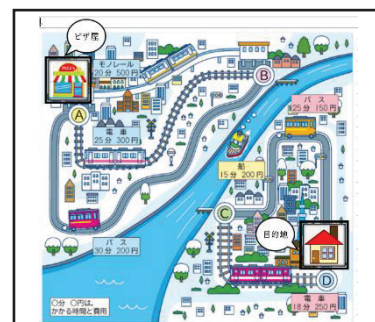 ピザ屋
PIZZA
モノレール
20分 500円
A
B
バス
25分 150円
電車
25分 300円
船
15分 200円
C
目的地
バス
30分 200円
D
〇分 〇円は、
かかる時間と費用
電車
18分 250円